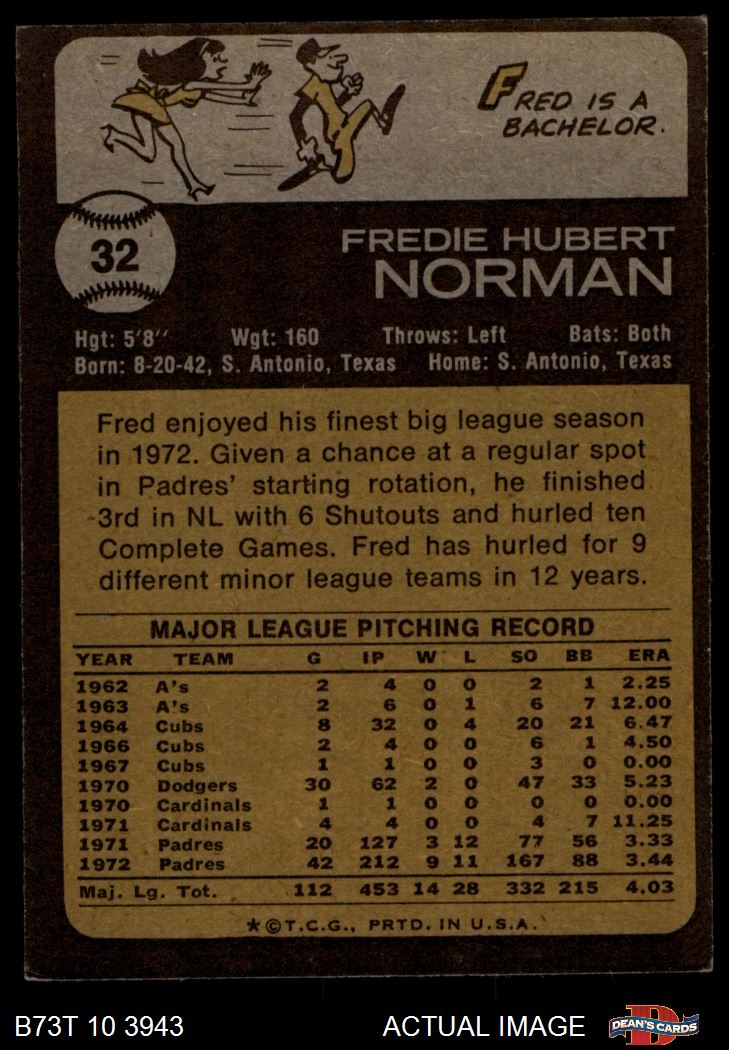 FRED IS A
BACHELOR.
32
FREDIE HUBERT
NORMAN
Hgt: 5'8" Wgt: 160 Throws: Left Bats: Both
Born: 8-20-42, S. Antonio, Texas Home: S. Antonio, Texas
Fred enjoyed his finest big league season
in 1972. Given a chance at a regular spot
in Padres' starting rotation, he finished
3rd in NL with 6 Shutouts and hurled ten
Complete Games. Fred has hurled for 9
different minor league teams in 12 years.
MAJOR LEAGUE PITCHING RECORD
YEAR TEAM G IP W L SO BB ERA
1962 A's 2 4 0 0 2 1 2.25
1963 A's 2 6 0 1 6 7 12.00
1964 Cubs 8 32 0 4 20 21 6.47
1966 Cubs 2 4 0 0 6 1 4.50
1967 Cubs 1 1 0 0 3 0 0.00
1970 Dodgers 30 62 2 0 47 33 5.23
1970 Cardinals 1 1 0 0 0 0 0.00
1971 Cardinals 4 4 0 0 4 7 11.25
1971 Padres 20 127 3 12 77 56 3.33
1972 Padres 42 212 9 11 167 88 3.44
Maj. Lg. Tot. 112 453 14 28 332 215 4.03
*©T.C.G., PRTD. IN U.S.A.
B73T 10 3943 ACTUAL IMAGE DEAN'S CARDS